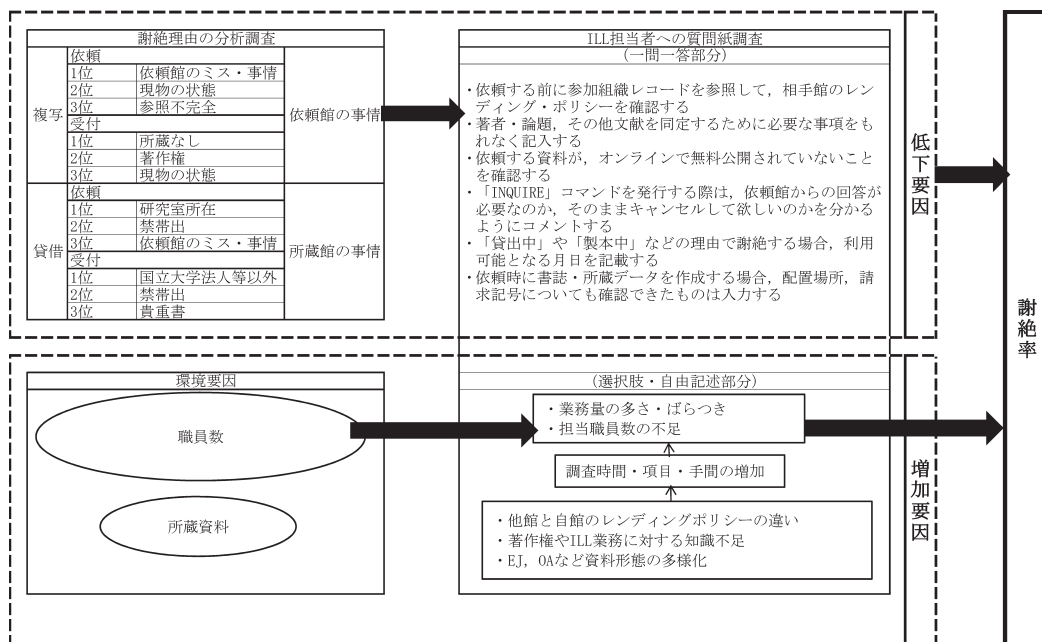 謝絶理由の分析調査
複写
依頼
1位 依頼館のミス・事情
2位 現物の状態
3位 参照不完全
受付
1位 所蔵なし
2位 著作権
3位 現物の状態
依頼館の事情
貸借
依頼
1位 研究室所在
2位 禁帯出
3位 依頼館のミス・事情
受付
1位 国立大学法人等以外
2位 禁帯出
3位 貴重書
所蔵館の事情
ILL担当者への質問紙調査
(一問一答部分)
・依頼する前に参加組織レコードを参照して，相手館のレン
ディング・ポリシーを確認する
・著者・論題，その他文献を同定するために必要な事項をも
れなく記入する
・依頼する資料が，オンラインで無料公開されていないこと
を確認する
・「INQUIRE」コマンドを発行する際は，依頼館からの回答が
必要なのか，そのままキャンセルして欲しいのかを分かる
ようにコメントする
・「貸出中」や「製本中」などの理由で謝絶する場合，利用
可能となる月日を記載する
・依頼時に書誌・所蔵データを作成する場合，配置場所，請
求記号についても確認できたものは入力する
低下要因
環境要因
職員数
所蔵資料
(選択肢・自由記述部分)
・業務量の多さ・ばらつき
・担当職員数の不足
調査時間・項目・手間の増加
・他館と自館のレンディングポリシーの違い
・著作権やILL業務に対する知識不足
・EJ，OAなど資料形態の多様化
増加要因
謝絶率